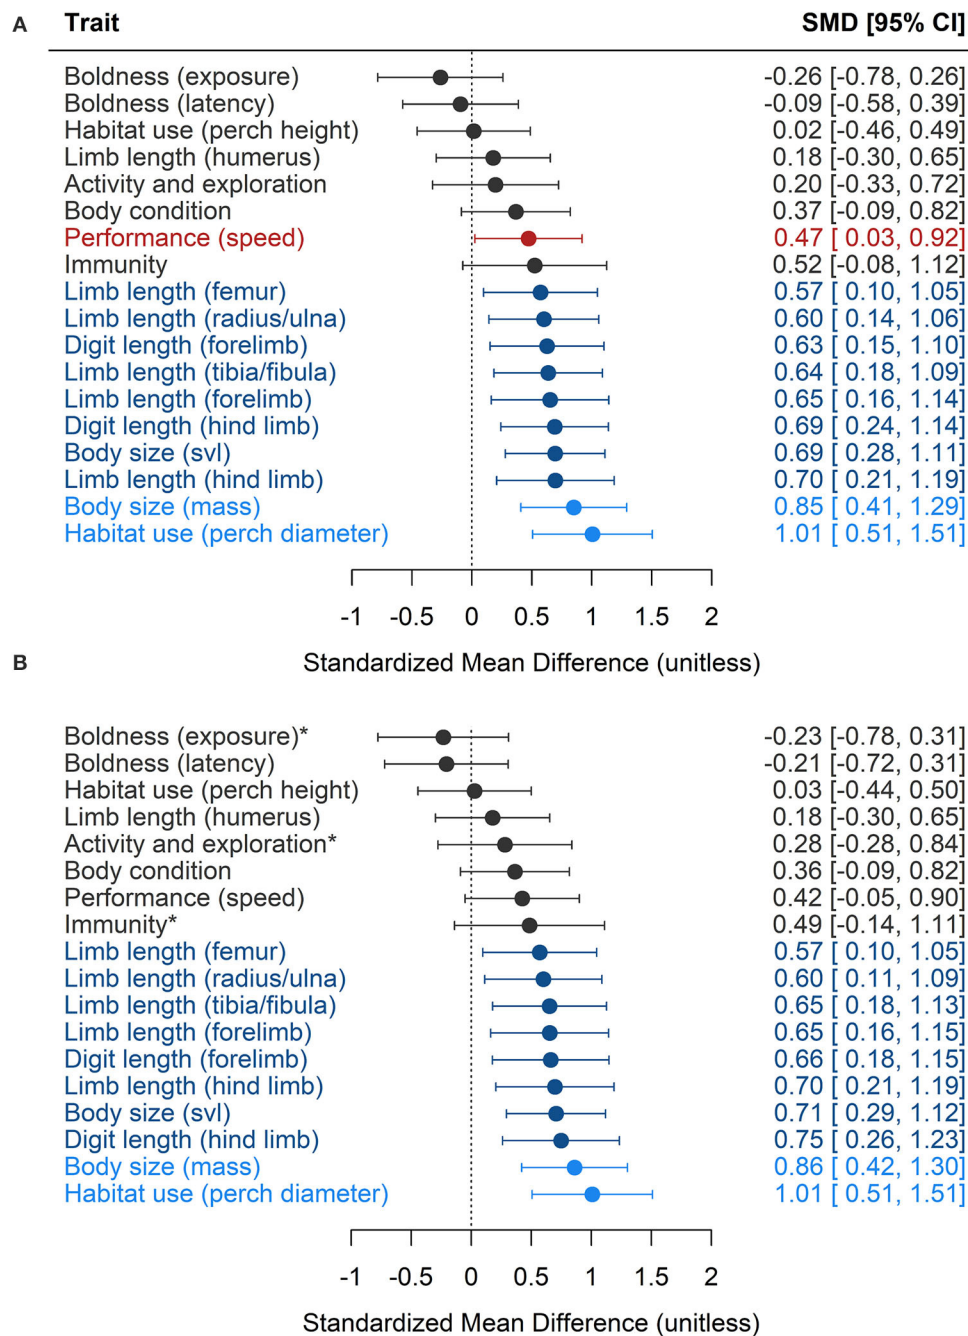 A Trait SMD [95% CI]
Boldness (exposure) -0.26 [-0.78, 0.26]
Boldness (latency) -0.09 [-0.58, 0.39]
Habitat use (perch height) 0.02 [-0.46, 0.49]
Limb length (humerus) 0.18 [-0.30, 0.65]
Activity and exploration 0.20 [-0.33, 0.72]
Body condition 0.37 [-0.09, 0.82]
Performance (speed) 0.47 [ 0.03, 0.92]
Immunity 0.52 [-0.08, 1.12]
Limb length (femur) 0.57 [ 0.10, 1.05]
Limb length (radius/ulna) 0.60 [ 0.14, 1.06]
Digit length (forelimb) 0.63 [ 0.15, 1.10]
Limb length (tibia/fibula) 0.64 [ 0.18, 1.09]
Limb length (forelimb) 0.65 [ 0.16, 1.14]
Digit length (hind limb) 0.69 [ 0.24, 1.14]
Body size (svl) 0.69 [ 0.28, 1.11]
Limb length (hind limb) 0.70 [ 0.21, 1.19]
Body size (mass) 0.85 [ 0.41, 1.29]
Habitat use (perch diameter) 1.01 [ 0.51, 1.51]
-1 -0.5 0 0.5 1 1.5 2
Standardized Mean Difference (unitless)
B
Boldness (exposure)* -0.23 [-0.78, 0.31]
Boldness (latency) -0.21 [-0.72, 0.31]
Habitat use (perch height) 0.03 [-0.44, 0.50]
Limb length (humerus) 0.18 [-0.30, 0.65]
Activity and exploration* 0.28 [-0.28, 0.84]
Body condition 0.36 [-0.09, 0.82]
Performance (speed) 0.42 [-0.05, 0.90]
Immunity* 0.49 [-0.14, 1.11]
Limb length (femur) 0.57 [ 0.10, 1.05]
Limb length (radius/ulna) 0.60 [ 0.11, 1.09]
Limb length (tibia/fibula) 0.65 [ 0.18, 1.13]
Limb length (forelimb) 0.65 [ 0.16, 1.15]
Digit length (forelimb) 0.66 [ 0.18, 1.15]
Limb length (hind limb) 0.70 [ 0.21, 1.19]
Body size (svl) 0.71 [ 0.29, 1.12]
Digit length (hind limb) 0.75 [ 0.26, 1.23]
Body size (mass) 0.86 [ 0.42, 1.30]
Habitat use (perch diameter) 1.01 [ 0.51, 1.51]
-1 -0.5 0 0.5 1 1.5 2
Standardized Mean Difference (unitless)